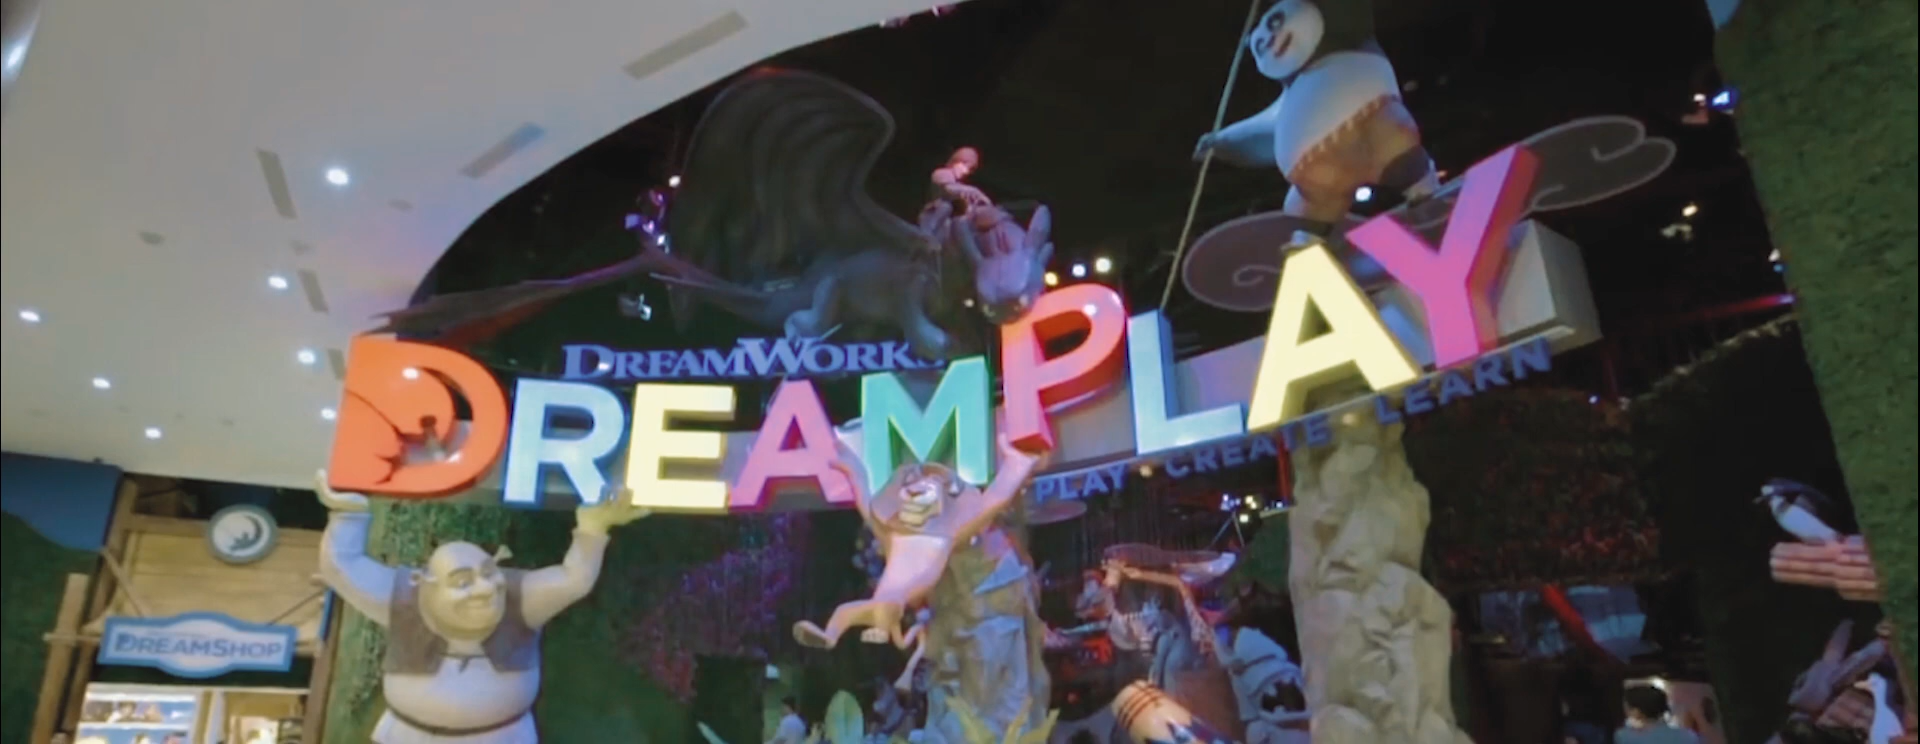 DREAMWORKS
DREAMPLAY
PLAY • CREATE • LEARN
DREAMSHOP